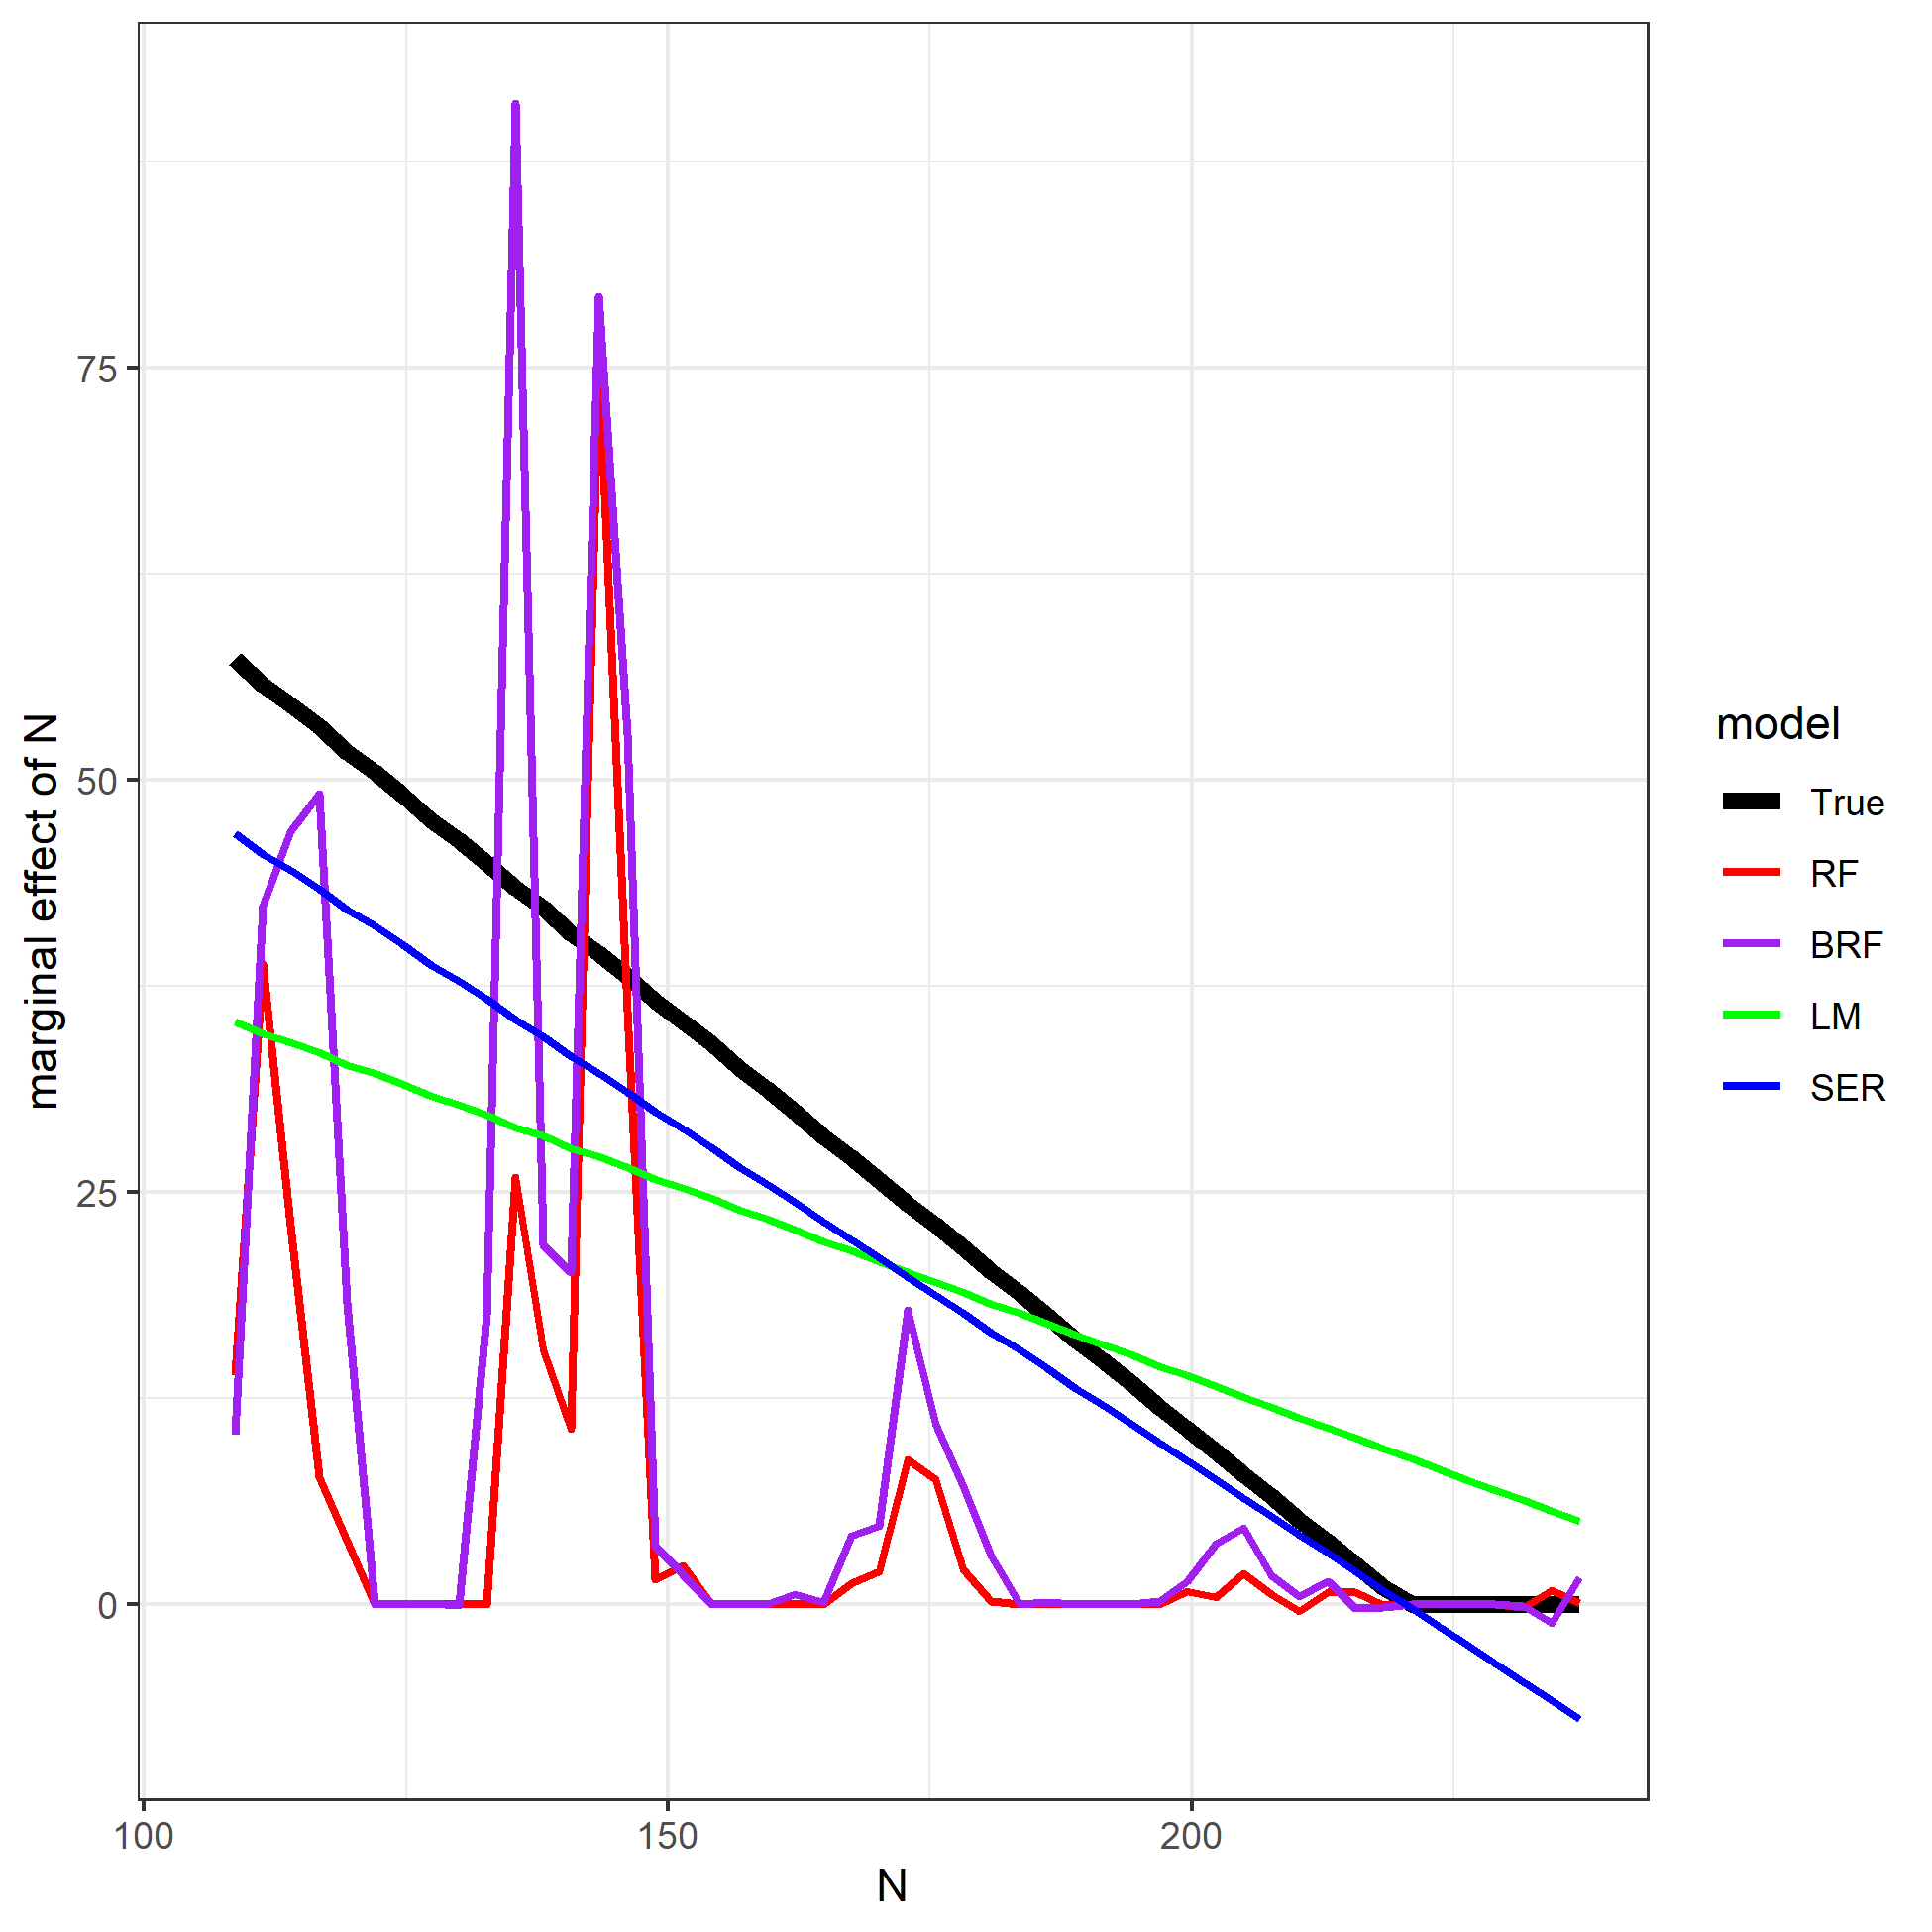 marginal effect of N
75
50
25
0
100
150
200
N
model
True
RF
BRF
LM
SER